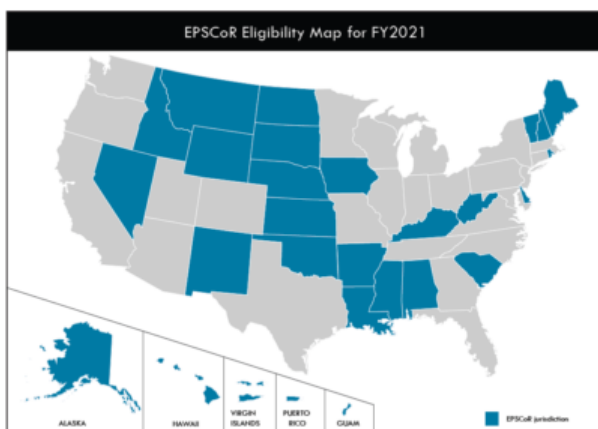 EPSCoR Eligibility Map for FY2021
ALASKA
HAWAII
VIRGIN
ISLANDS
PUERTO
RICO
GUAM
EPSCoR jurisdiction